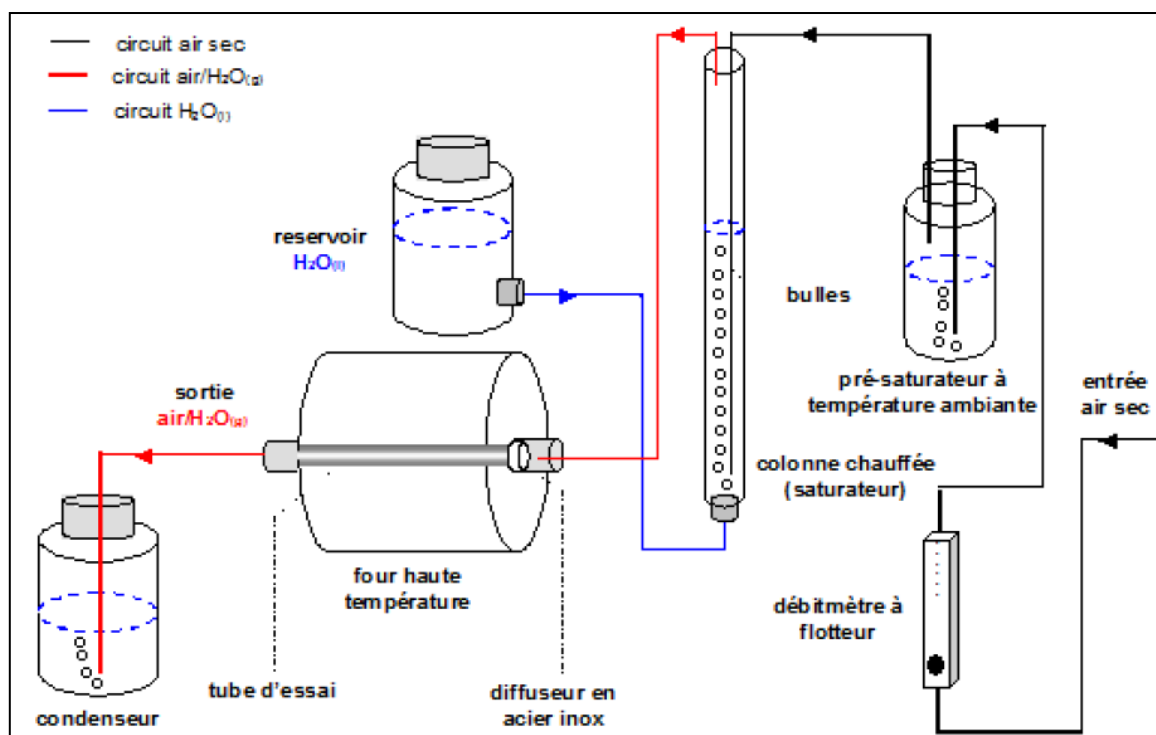 circuit air sec
circuit air/H₂O₍g₎
circuit H₂O₍l₎
reservoir
H₂O₍l₎
bulles
pré-saturateur à
température ambiante
entrée
air sec
sortie
air/H₂O₍g₎
colonne chauffée
(saturateur)
four haute
température
débitmètre à
flotteur
tube d'essai
diffuseur en
acier inox
condenseur